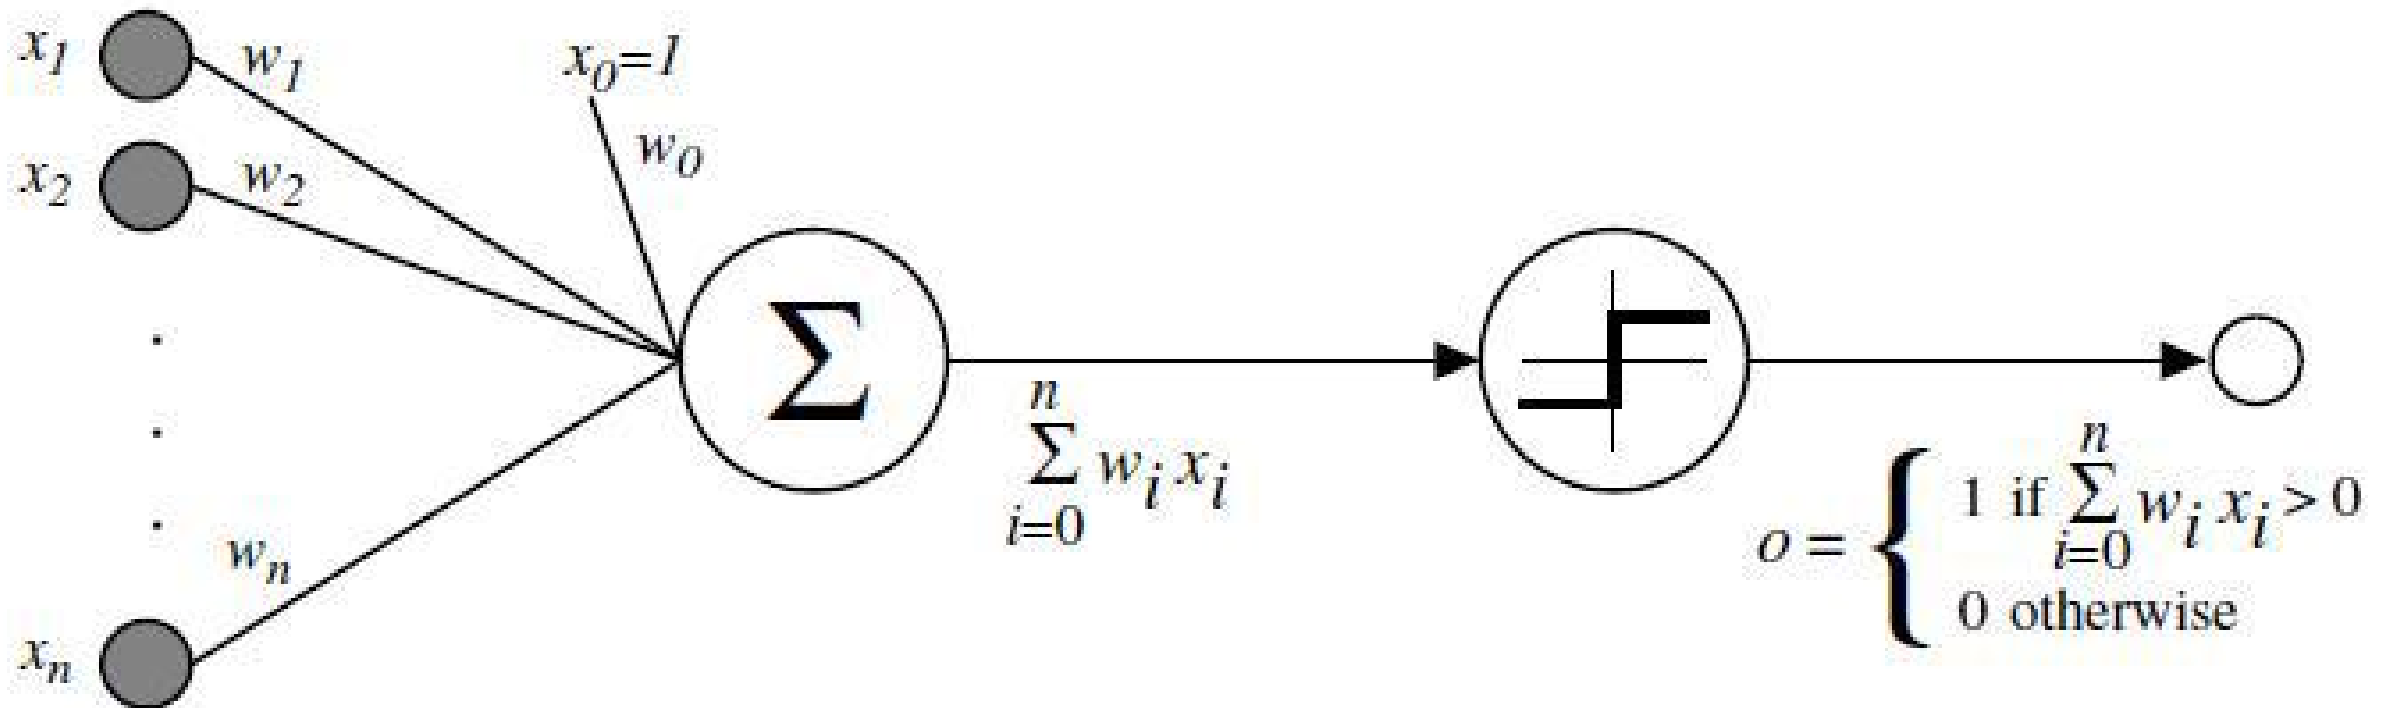 x₁ w₁ x₀=1
w₀
x₂ w₂
.
.
.
wₙ
xₙ
Σ
n
Σ wᵢ xᵢ
i=0
n
o = { 1 if Σ wᵢ xᵢ > 0
i=0
0 otherwise